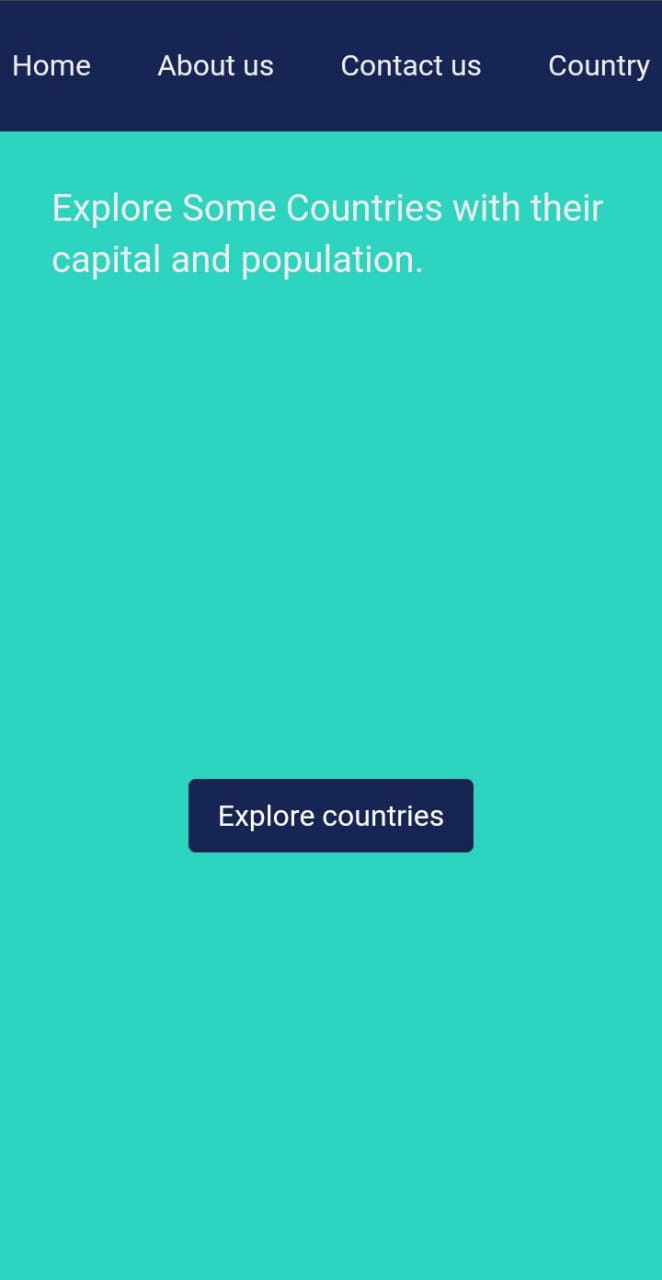 Home About us Contact us Country
Explore Some Countries with their
capital and population.
Explore countries